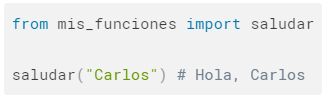 from mis_funciones import saludar
saludar("Carlos") # Hola, Carlos